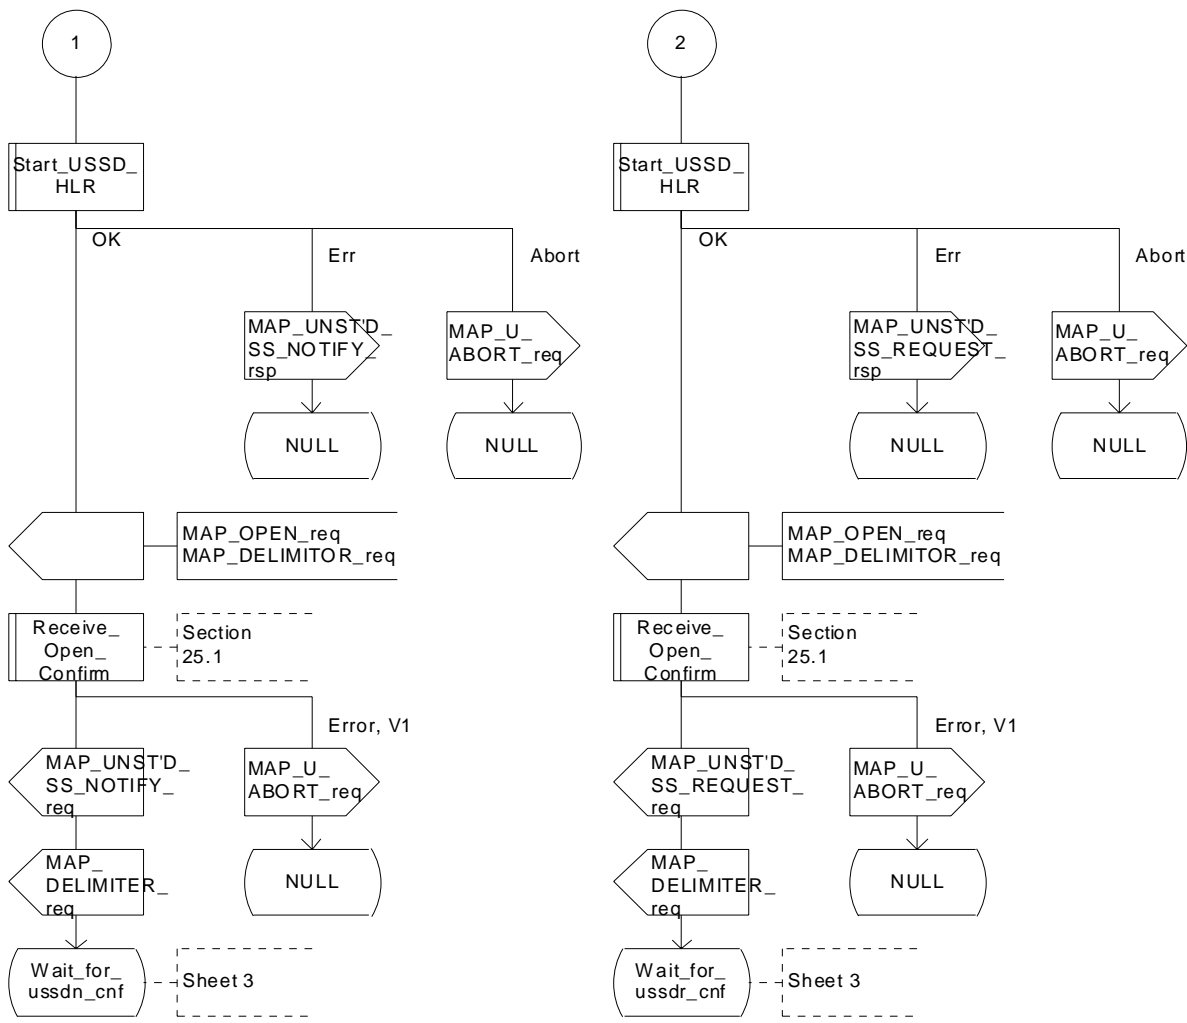 1
Start_USSD_
HLR
OK
Err
Abort
MAP_UNST'D_
SS_NOTIFY_
rsp
MAP_U_
ABORT_req
NULL
NULL
MAP_OPEN_req
MAP_DELIMITOR_req
Receive_
Open_
Confirm
Section
25.1
Error, V1
MAP_UNST'D_
SS_NOTIFY_
req
MAP_U_
ABORT_req
MAP_
DELIMITER_
req
NULL
Wait_for_
ussdn_cnf
Sheet 3
2
Start_USSD_
HLR
OK
Err
Abort
MAP_UNST'D_
SS_REQUEST_
rsp
MAP_U_
ABORT_req
NULL
NULL
MAP_OPEN_req
MAP_DELIMITOR_req
Receive_
Open_
Confirm
Section
25.1
Error, V1
MAP_UNST'D_
SS_REQUEST_
req
MAP_U_
ABORT_req
MAP_
DELIMITER_
req
NULL
Wait_for_
ussdr_cnf
Sheet 3